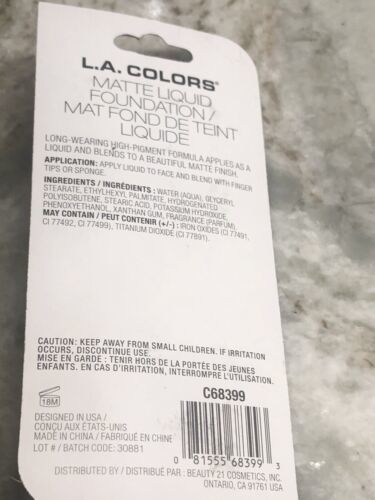 L.A. COLORS®
MATTE LIQUID
FOUNDATION/
MAT FOND DE TEINT
LIQUIDE
LONG-WEARING HIGH-PIGMENT FORMULA APPLIES AS A
LIQUID AND BLENDS TO A BEAUTIFUL MATTE FINISH.
APPLICATION: APPLY LIQUID TO FACE AND BLEND WITH FINGER
TIPS OR SPONGE.
INGREDIENTS / INGRÉDIENTS : WATER (AQUA), GLYCERYL
STEARATE, ETHYLHEXYL PALMITATE, HYDROGENATED
POLYISOBUTENE, STEARIC ACID, POTASSIUM HYDROXIDE,
PHENOXYETHANOL, XANTHAN GUM, FRAGRANCE (PARFUM).
MAY CONTAIN / PEUT CONTENIR (+/-) : IRON OXIDES (CI 77491,
CI 77492, CI 77499), TITANIUM DIOXIDE (CI 77891).
CAUTION: KEEP AWAY FROM SMALL CHILDREN. IF IRRITATION
OCCURS, DISCONTINUE USE.
MISE EN GARDE : TENIR HORS DE LA PORTÉE DES JEUNES
ENFANTS. EN CAS D'IRRITATION, INTERROMPRE L'UTILISATION.
18M
C68399
DESIGNED IN USA /
CONÇU AUX ÉTATS-UNIS
MADE IN CHINA / FABRIQUÉ EN CHINE
LOT # / BATCH CODE: 30881
0 81555 68399 3
DISTRIBUTED BY / DISTRIBUÉ PAR : BEAUTY 21 COSMETICS, INC.
ONTARIO, CA 91761 USA